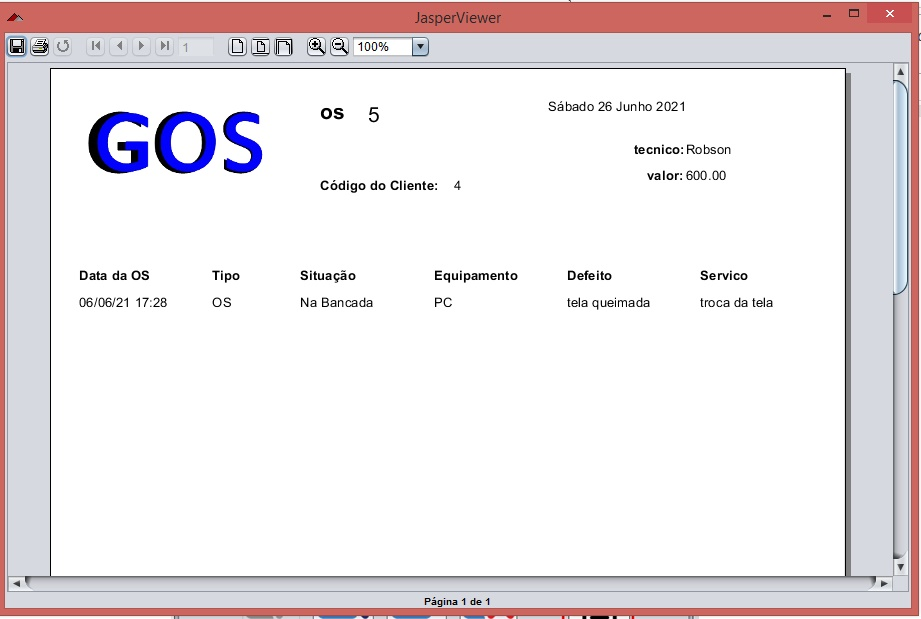 JasperViewer
1
100%
GOS
os 5
Sábado 26 Junho 2021
tecnico: Robson
valor: 600.00
Código do Cliente: 4
Data da OS Tipo Situação Equipamento Defeito Servico
06/06/21 17:28 OS Na Bancada PC tela queimada troca da tela
Página 1 de 1